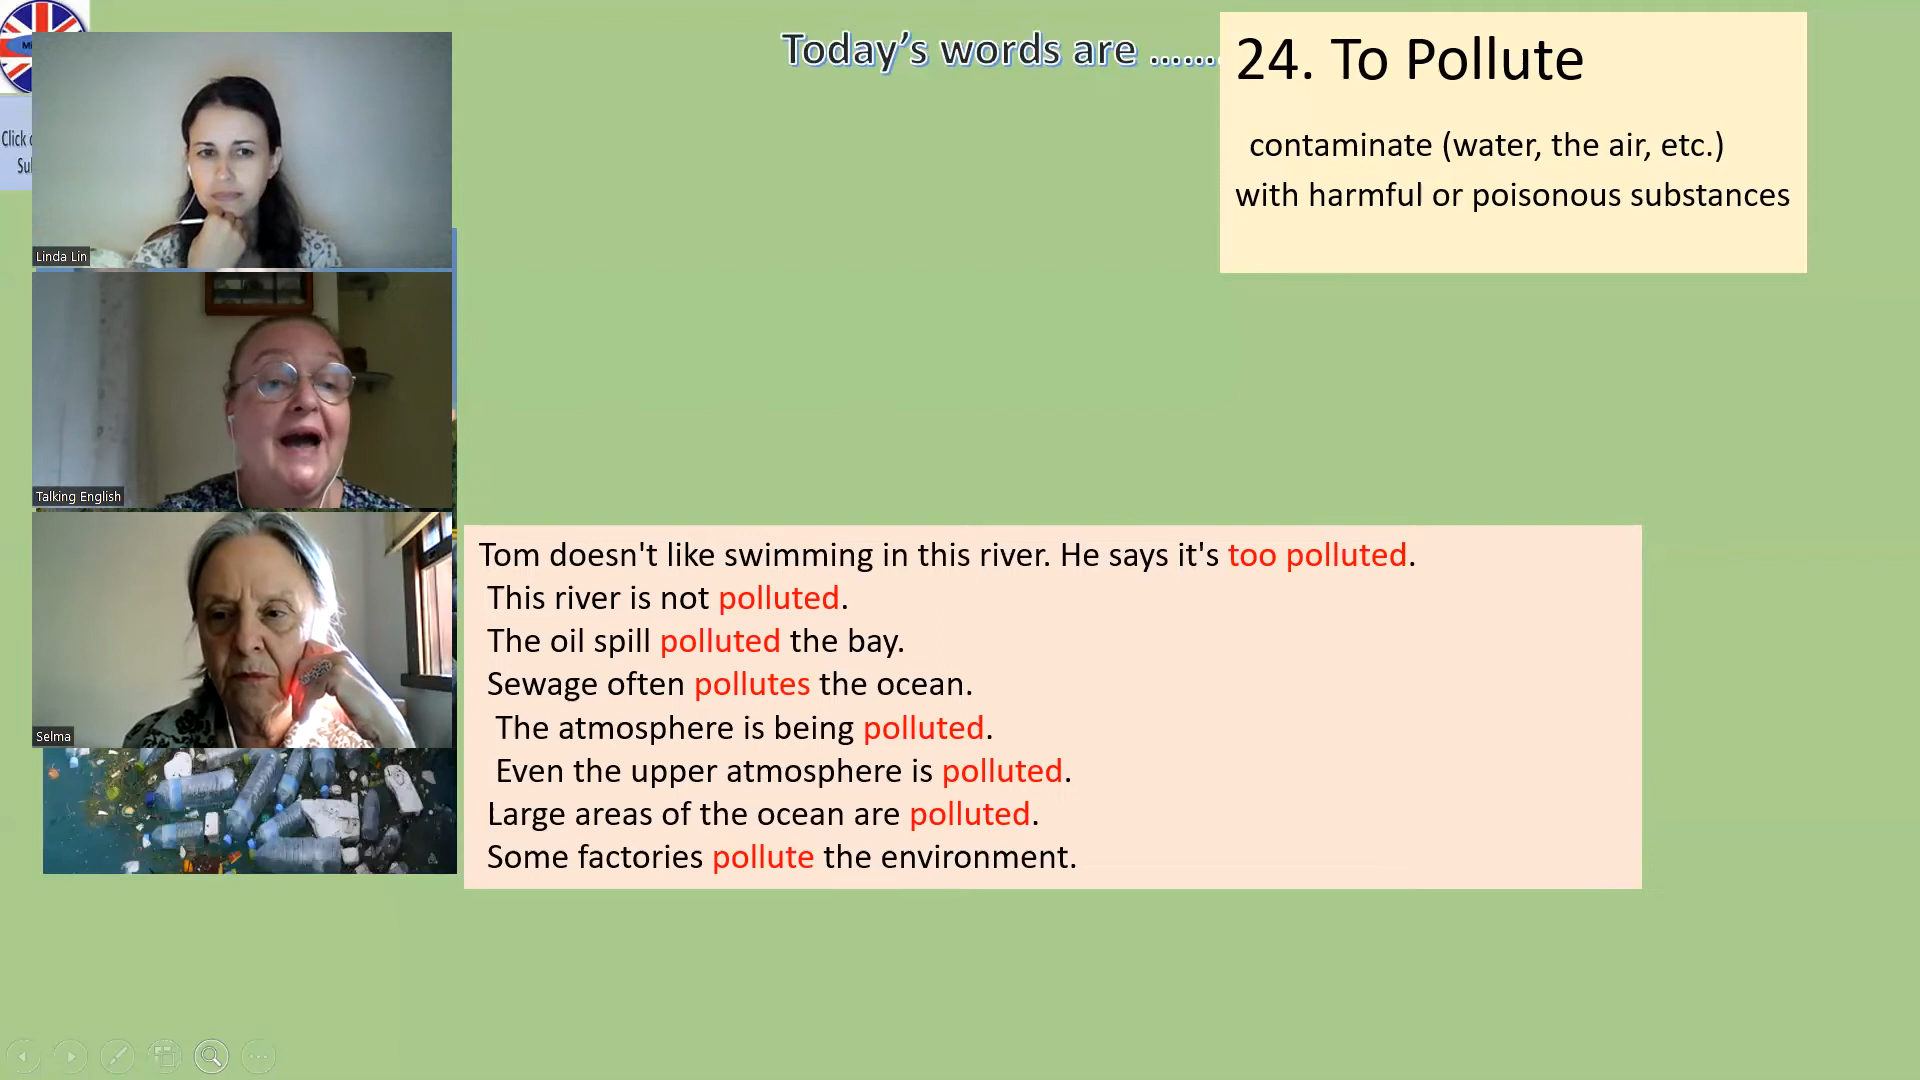 Mi
Click
Sul
Today's words are ......
24. To Pollute
contaminate (water, the air, etc.)
with harmful or poisonous substances
Linda Lin
Talking English
Selma
Tom doesn't like swimming in this river. He says it's too polluted.
This river is not polluted.
The oil spill polluted the bay.
Sewage often pollutes the ocean.
The atmosphere is being polluted.
Even the upper atmosphere is polluted.
Large areas of the ocean are polluted.
Some factories pollute the environment.